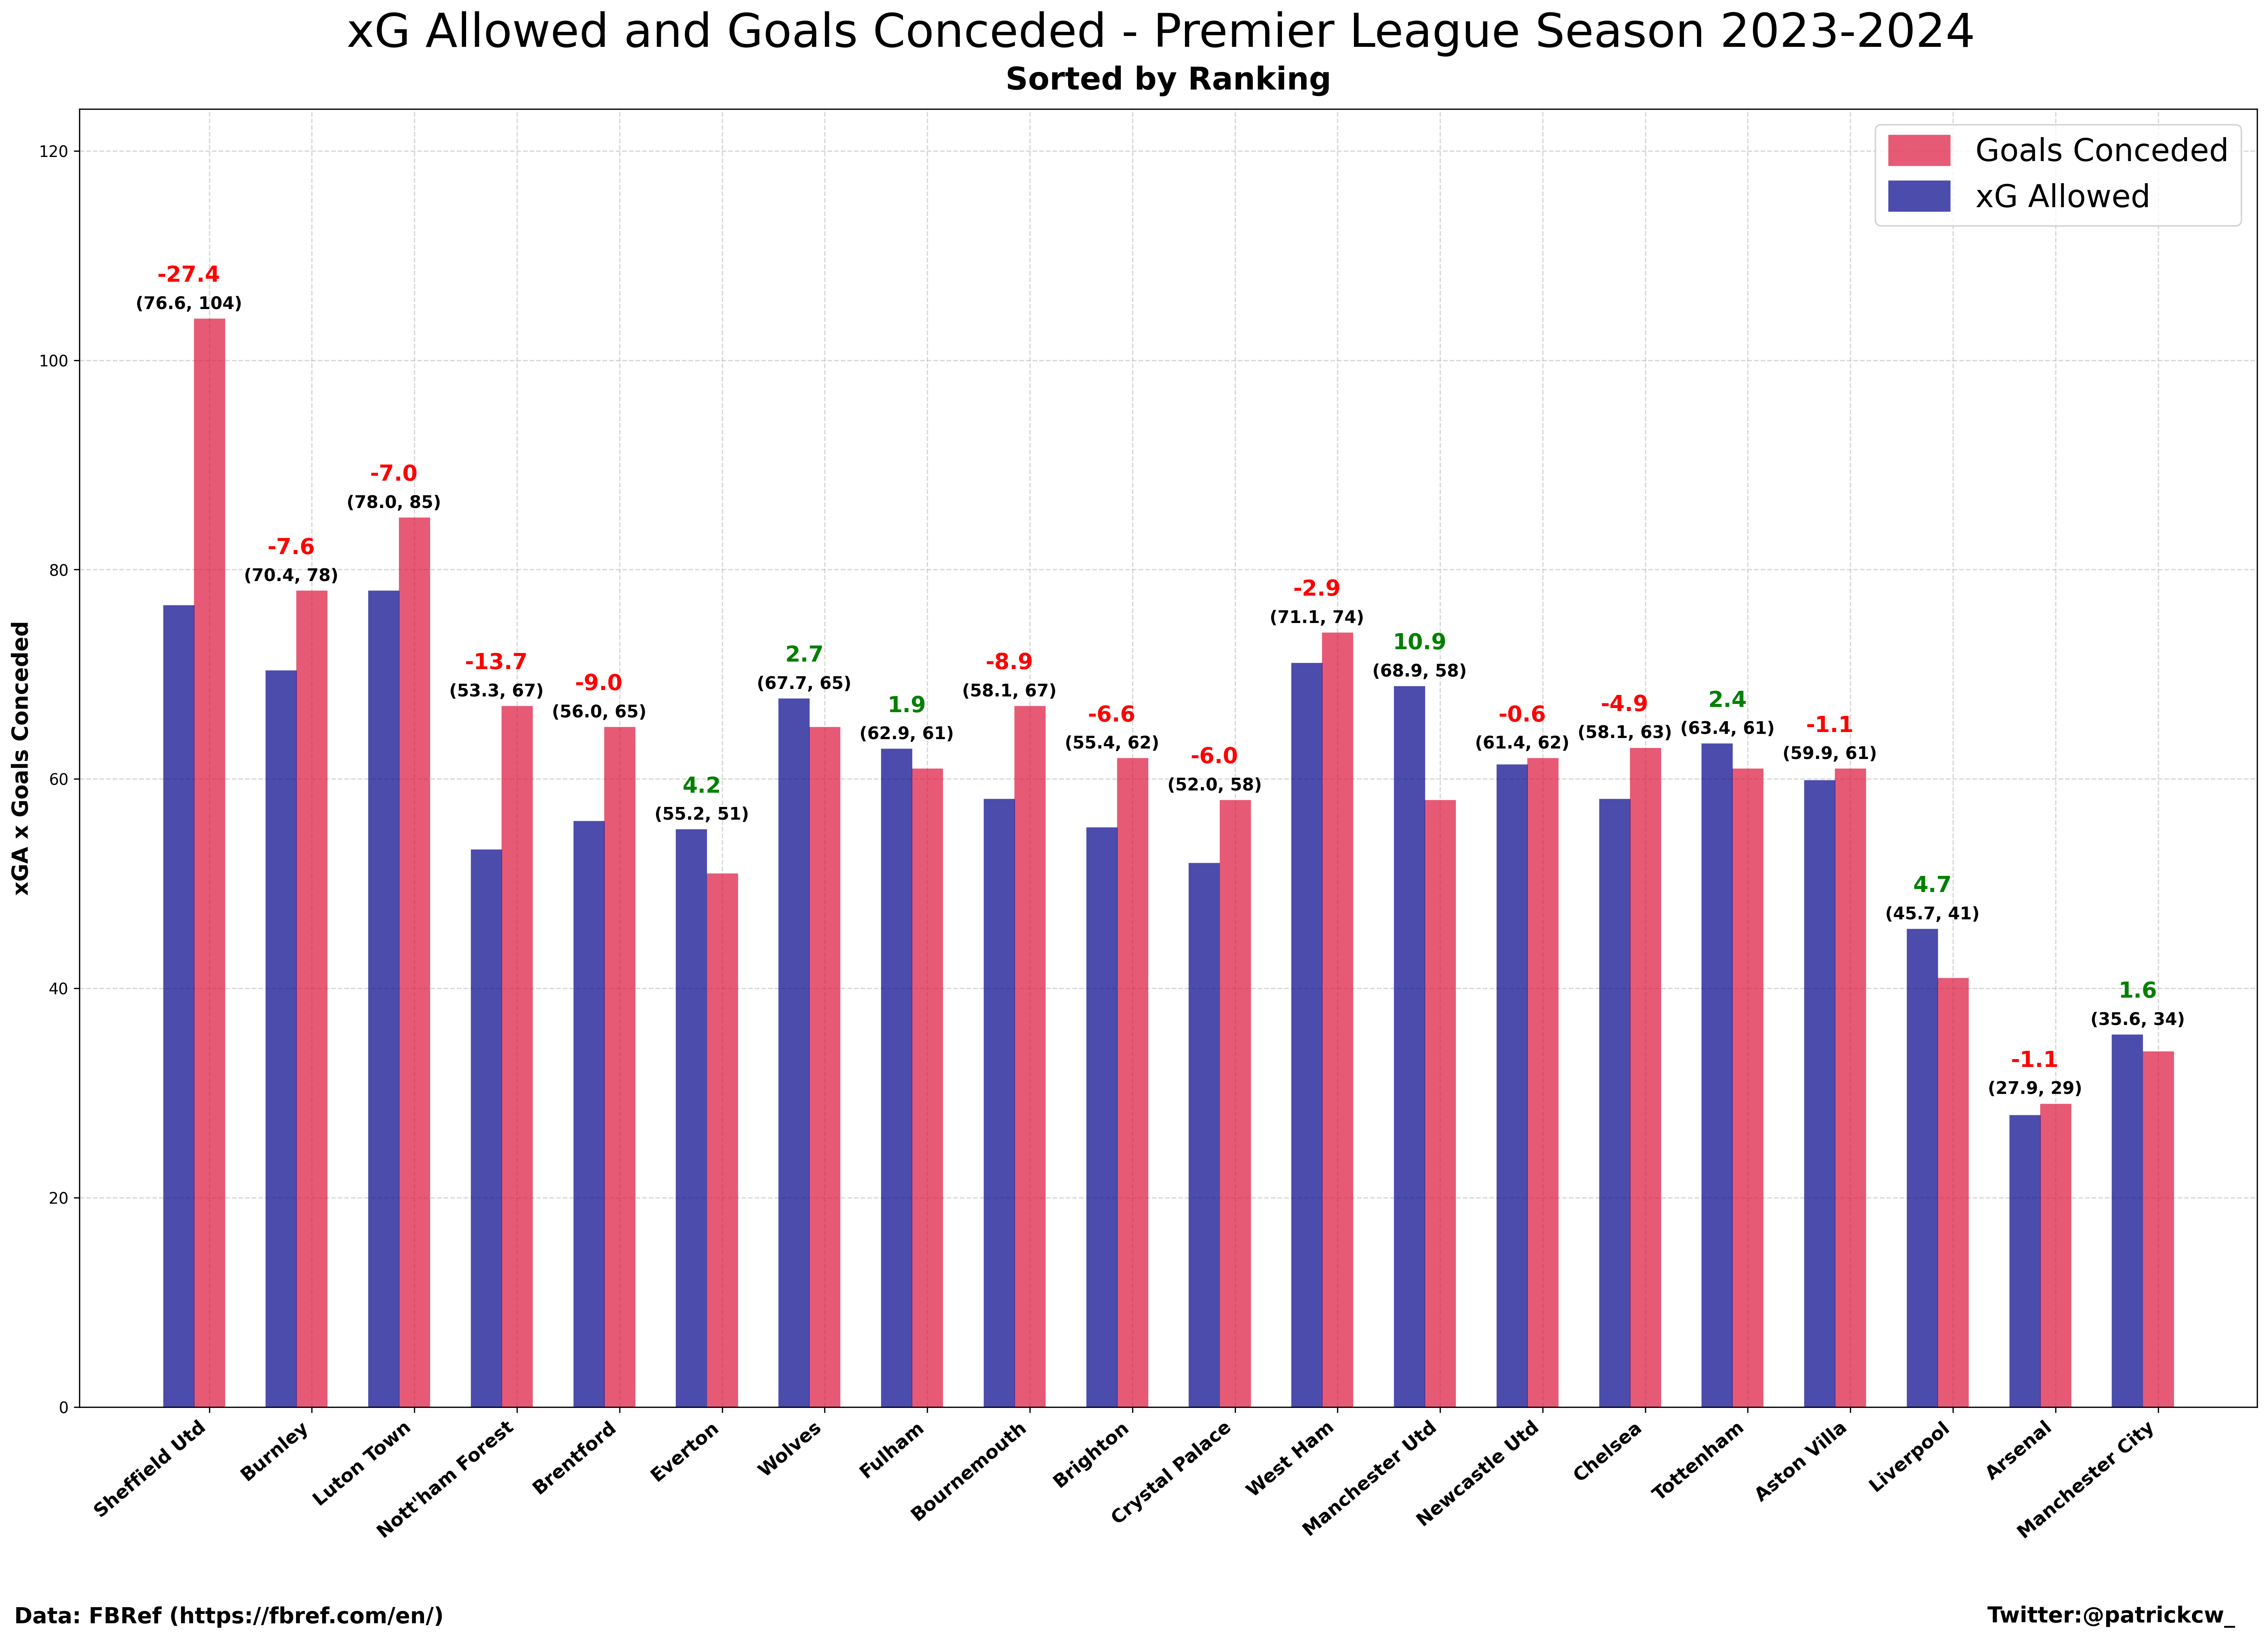 xG Allowed and Goals Conceded - Premier League Season 2023-2024
Sorted by Ranking
Goals Conceded
xG Allowed
xGA x Goals Conceded
120
100
80
60
40
20
0
-27.4
(76.6, 104)
-7.6
(70.4, 78)
-7.0
(78.0, 85)
-13.7
(53.3, 67)
-9.0
(56.0, 65)
4.2
(55.2, 51)
2.7
(67.7, 65)
1.9
(62.9, 61)
-8.9
(58.1, 67)
-6.6
(55.4, 62)
-6.0
(52.0, 58)
-2.9
(71.1, 74)
10.9
(68.9, 58)
-0.6
(61.4, 62)
-4.9
(58.1, 63)
2.4
(63.4, 61)
-1.1
(59.9, 61)
4.7
(45.7, 41)
-1.1
(27.9, 29)
1.6
(35.6, 34)
Sheffield Utd
Burnley
Luton Town
Nott'ham Forest
Brentford
Everton
Wolves
Fulham
Bournemouth
Brighton
Crystal Palace
West Ham
Manchester Utd
Newcastle Utd
Chelsea
Tottenham
Aston Villa
Liverpool
Arsenal
Manchester City
Data: FBRef (https://fbref.com/en/)
Twitter:@patrickcw_